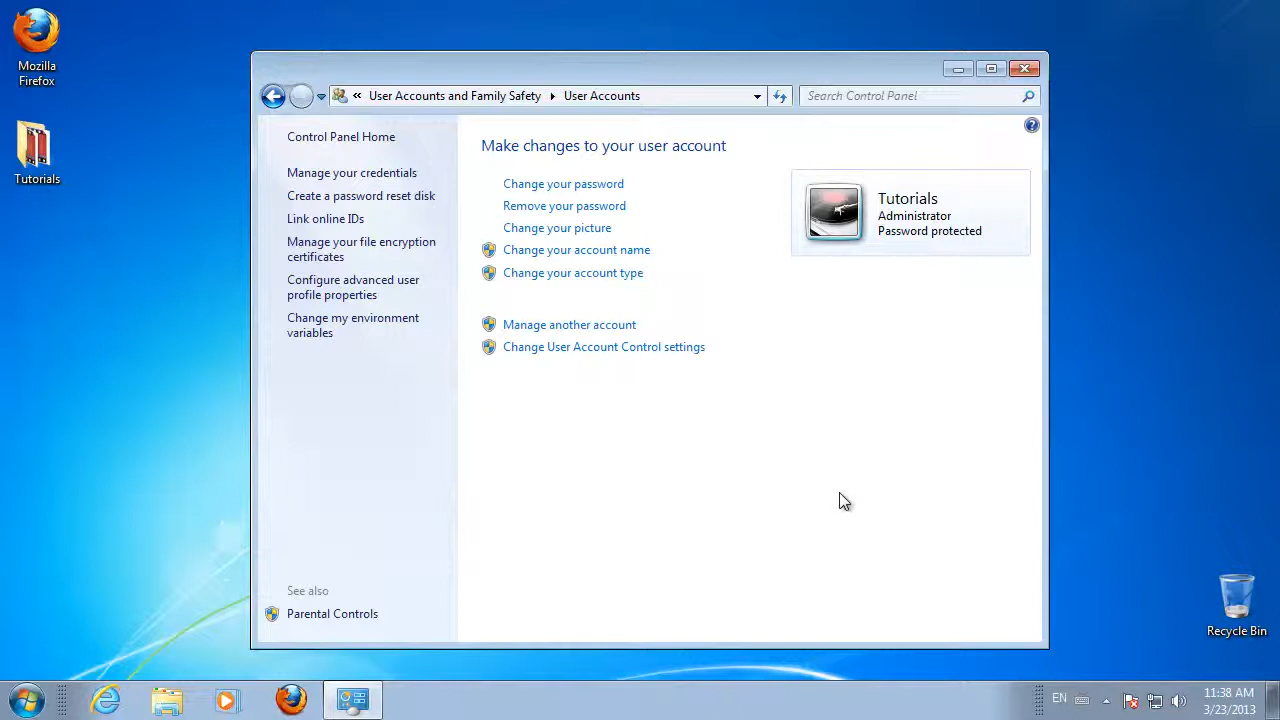 Mozilla
Firefox
Tutorials
« User Accounts and Family Safety User Accounts
Search Control Panel
Control Panel Home
Manage your credentials
Create a password reset disk
Link online IDs
Manage your file encryption
certificates
Configure advanced user
profile properties
Change my environment
variables
See also
Parental Controls
Make changes to your user account
Change your password
Remove your password
Change your picture
Change your account name
Change your account type
Manage another account
Change User Account Control settings
Tutorials
Administrator
Password protected
Recycle Bin
EN
11:38 AM
3/23/2013